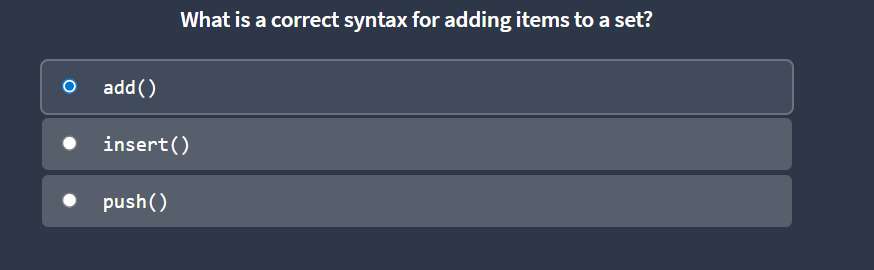 What is a correct syntax for adding items to a set?
add()
insert()
push()